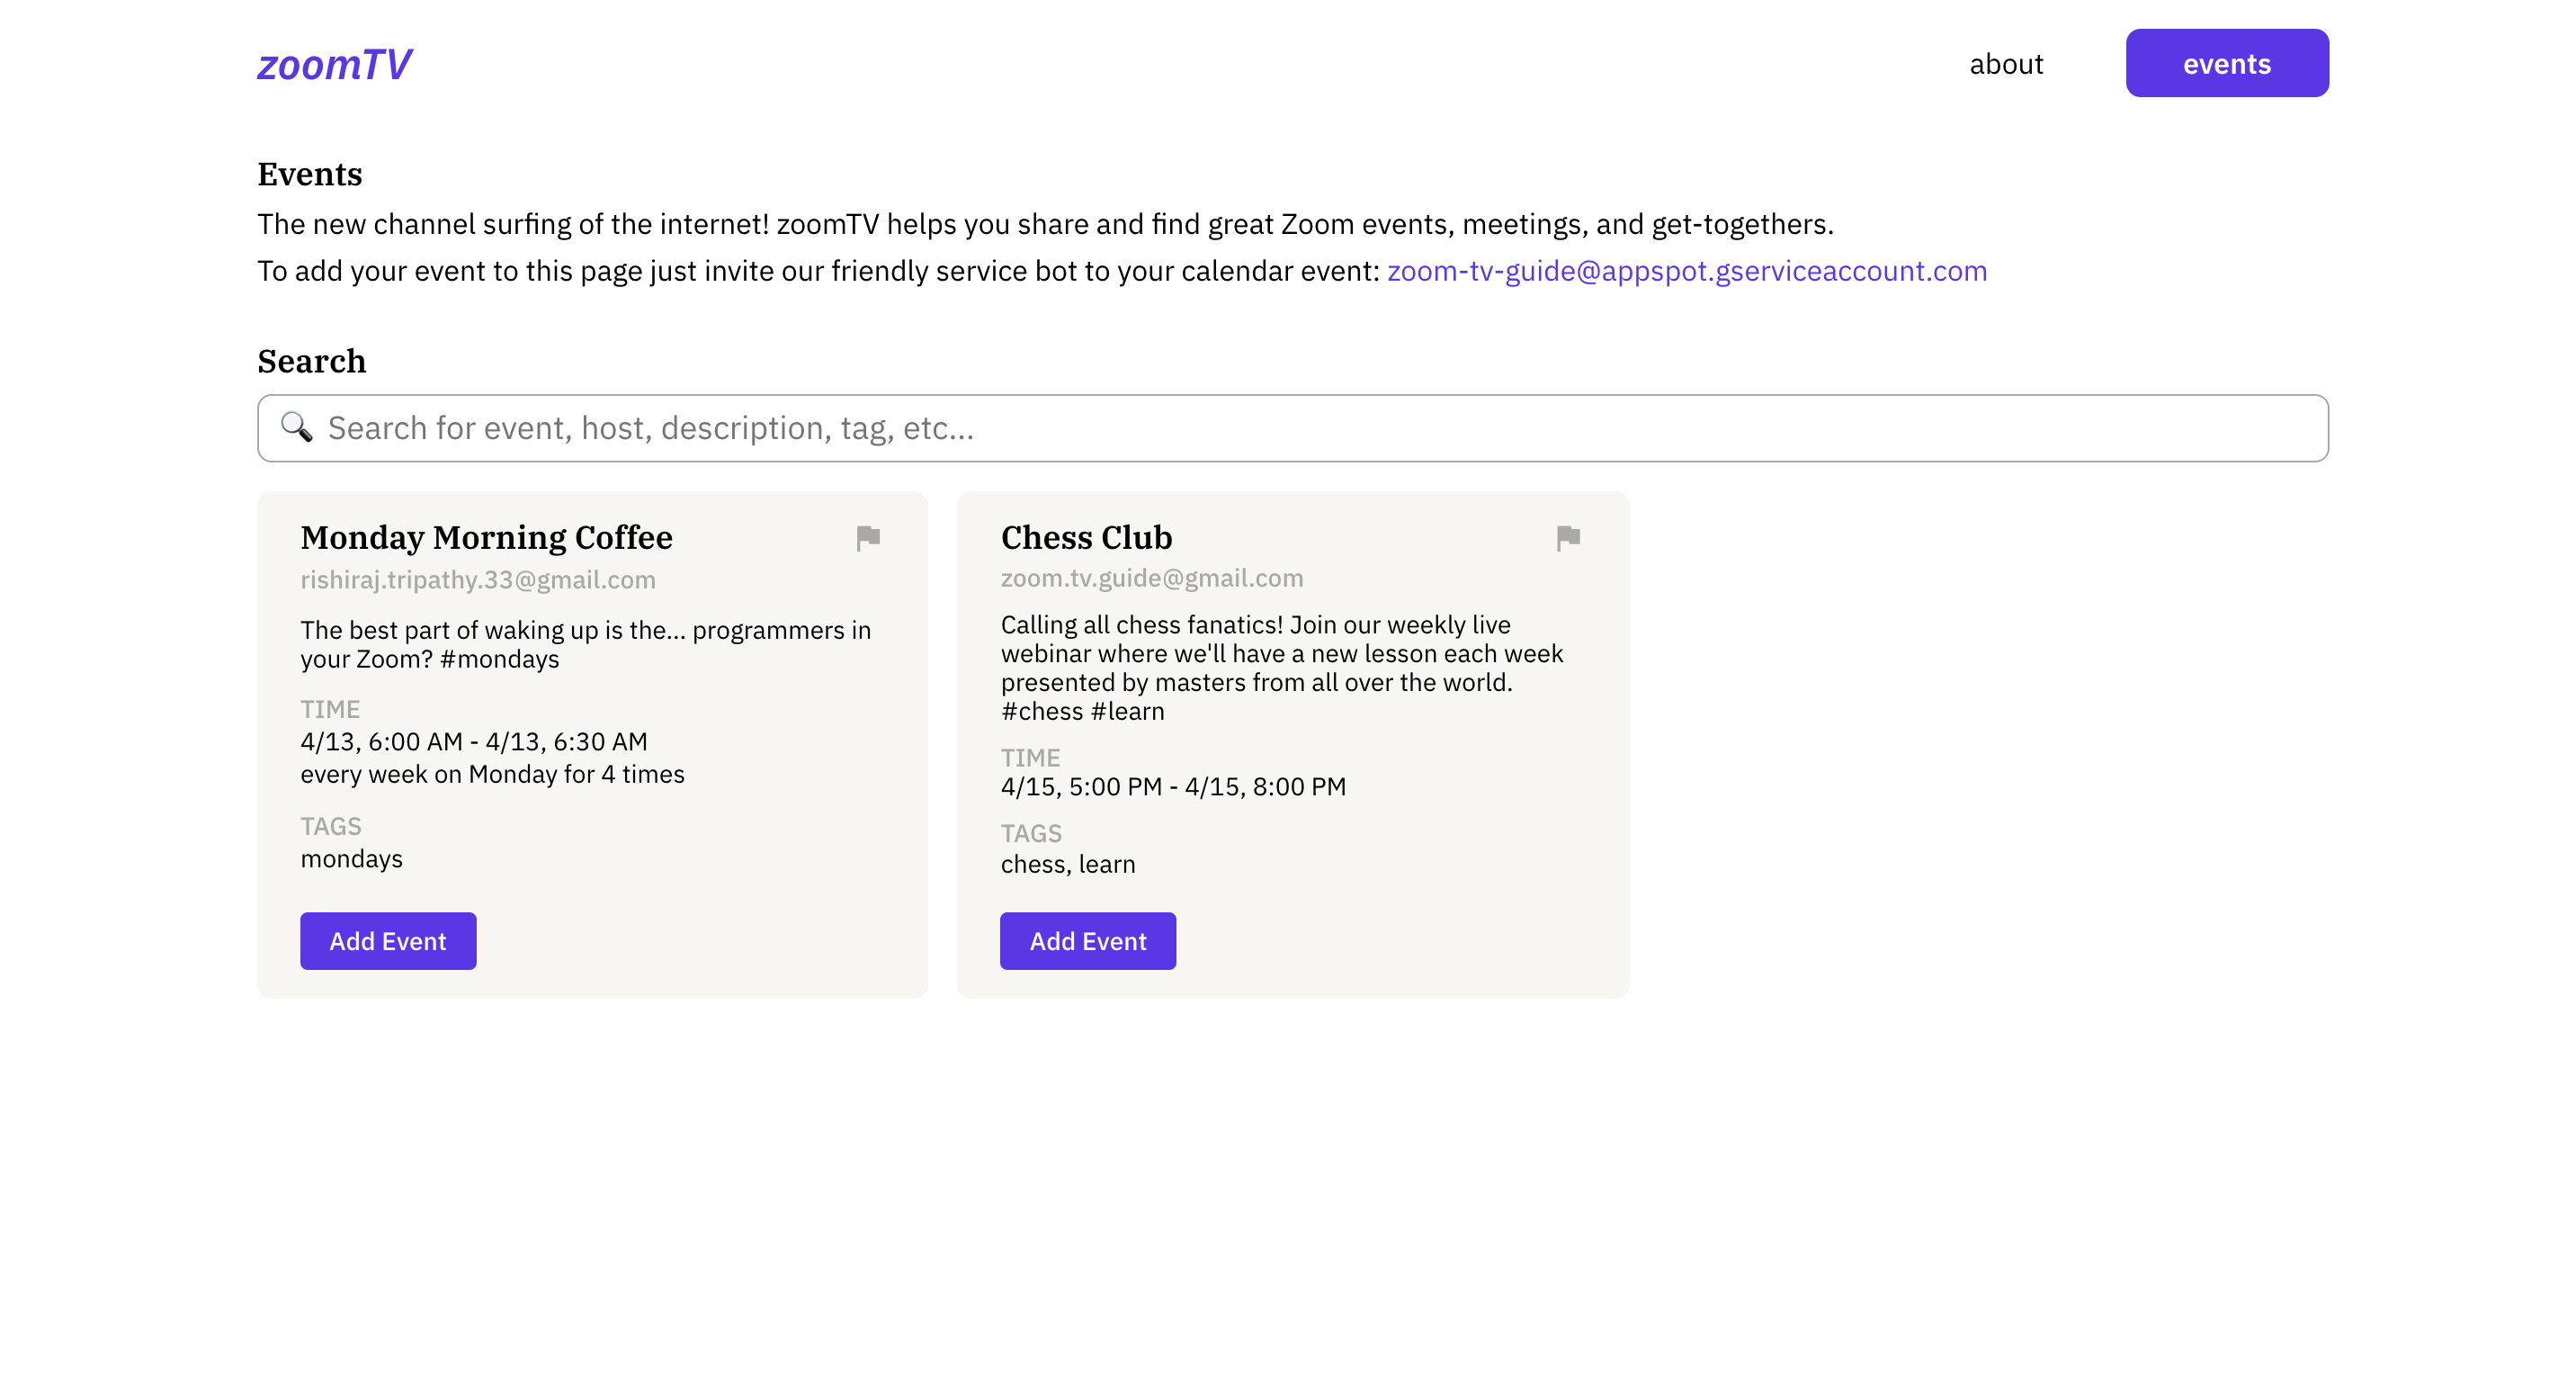 zoomTV
about
events
Events
The new channel surfing of the internet! zoomTV helps you share and find great Zoom events, meetings, and get-togethers.
To add your event to this page just invite our friendly service bot to your calendar event: zoom-tv-guide@appspot.gserviceaccount.com
Search
Search for event, host, description, tag, etc...
Monday Morning Coffee
rishiraj.tripathy.33@gmail.com
The best part of waking up is the... programmers in
your Zoom? #mondays
TIME
4/13, 6:00 AM - 4/13, 6:30 AM
every week on Monday for 4 times
TAGS
mondays
Add Event
Chess Club
zoom.tv.guide@gmail.com
Calling all chess fanatics! Join our weekly live
webinar where we'll have a new lesson each week
presented by masters from all over the world.
#chess #learn
TIME
4/15, 5:00 PM - 4/15, 8:00 PM
TAGS
chess, learn
Add Event